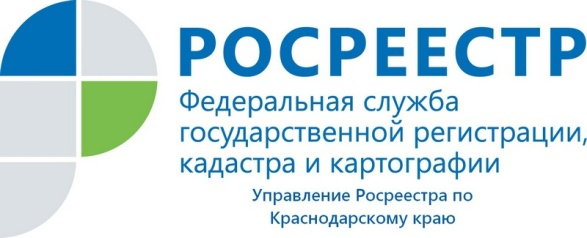 РОСРЕЕСТР
Федеральная служба
государственной регистрации,
кадастра и картографии
Управление Росреестра по
Краснодарскому краю